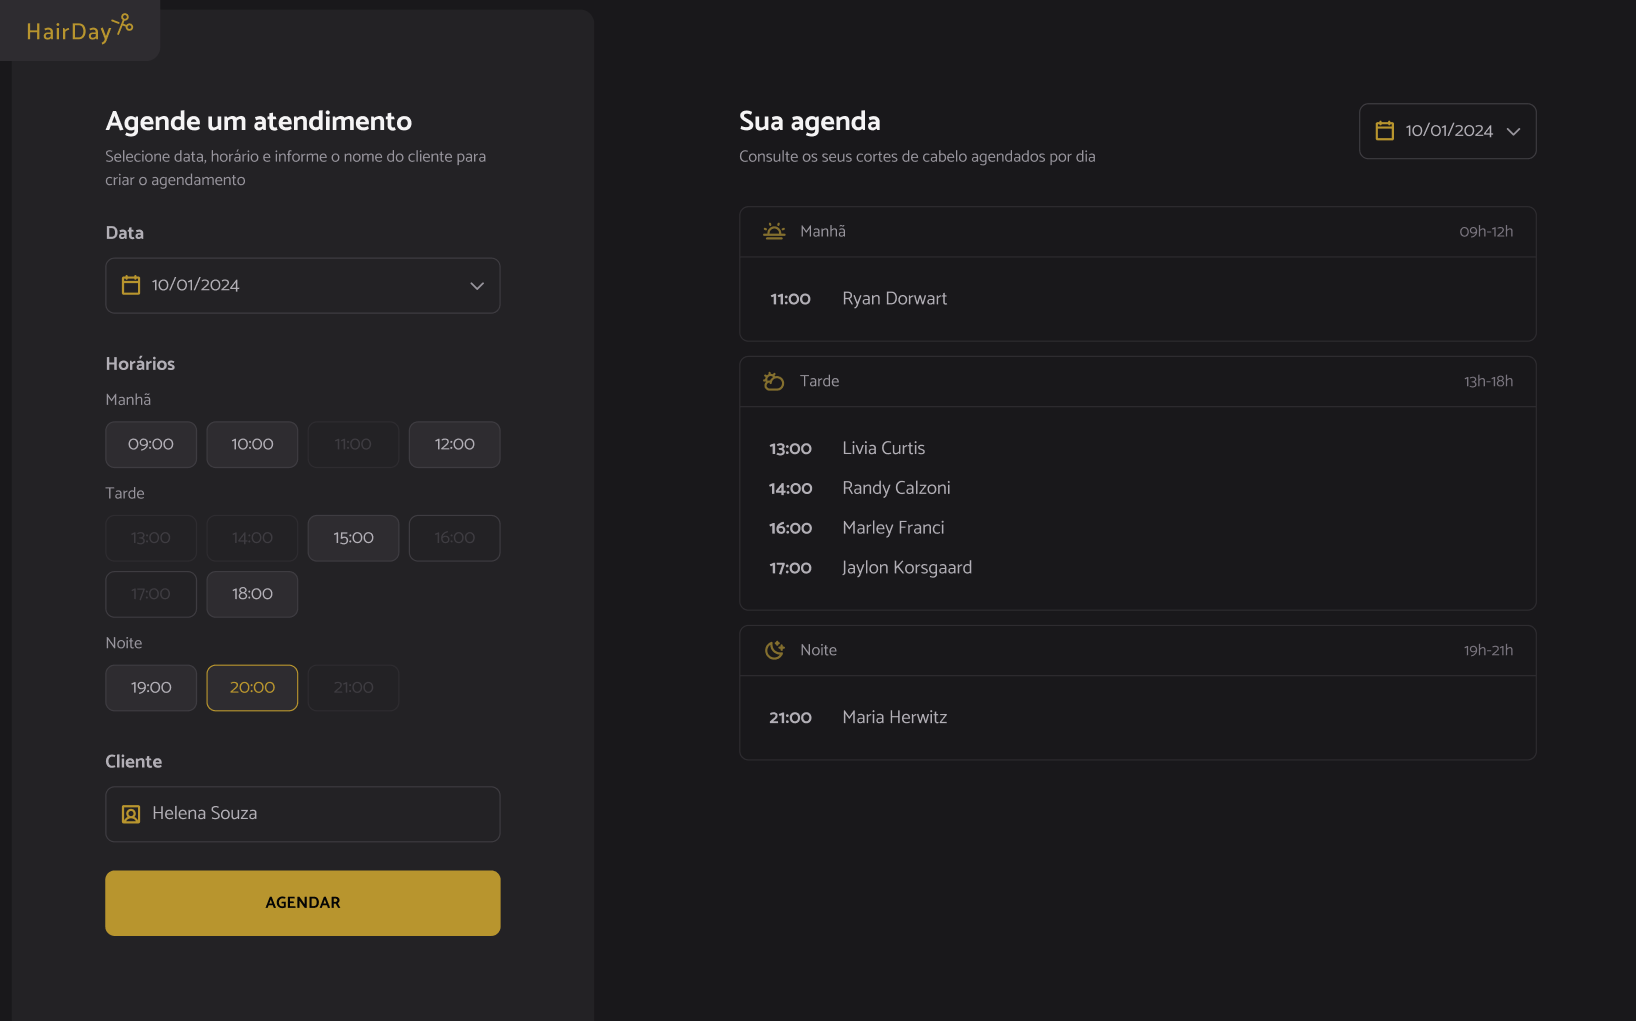 HairDay
Agende um atendimento
Selecione data, horário e informe o nome do cliente para
criar o agendamento
Data
10/01/2024
Horários
Manhã
09:00 10:00 11:00 12:00
Tarde
13:00 14:00 15:00 16:00
17:00 18:00
Noite
19:00 20:00 21:00
Cliente
Helena Souza
AGENDAR
Sua agenda
Consulte os seus cortes de cabelo agendados por dia
10/01/2024
Manhã 09h-12h
11:00 Ryan Dorwart
Tarde 13h-18h
13:00 Livia Curtis
14:00 Randy Calzoni
16:00 Marley Franci
17:00 Jaylon Korsgaard
Noite 19h-21h
21:00 Maria Herwitz